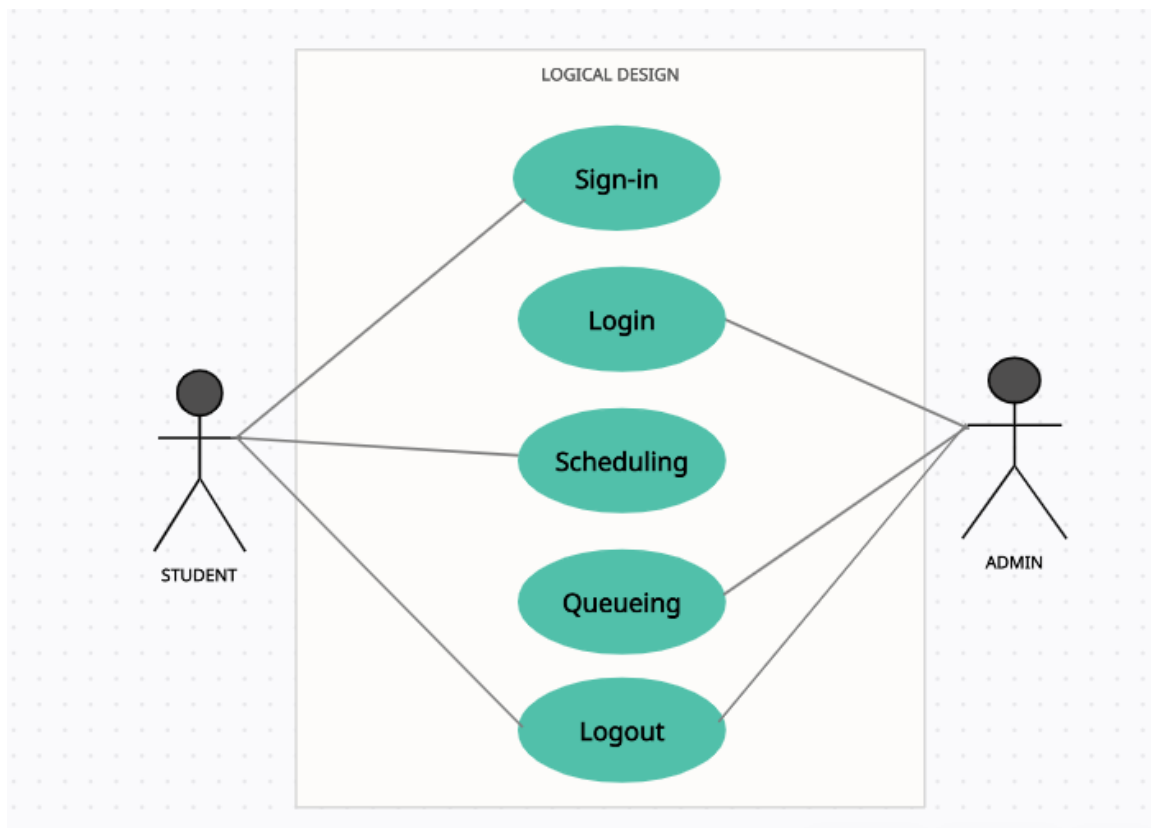 LOGICAL DESIGN
Sign-in
Login
Scheduling
Queueing
Logout
STUDENT
ADMIN